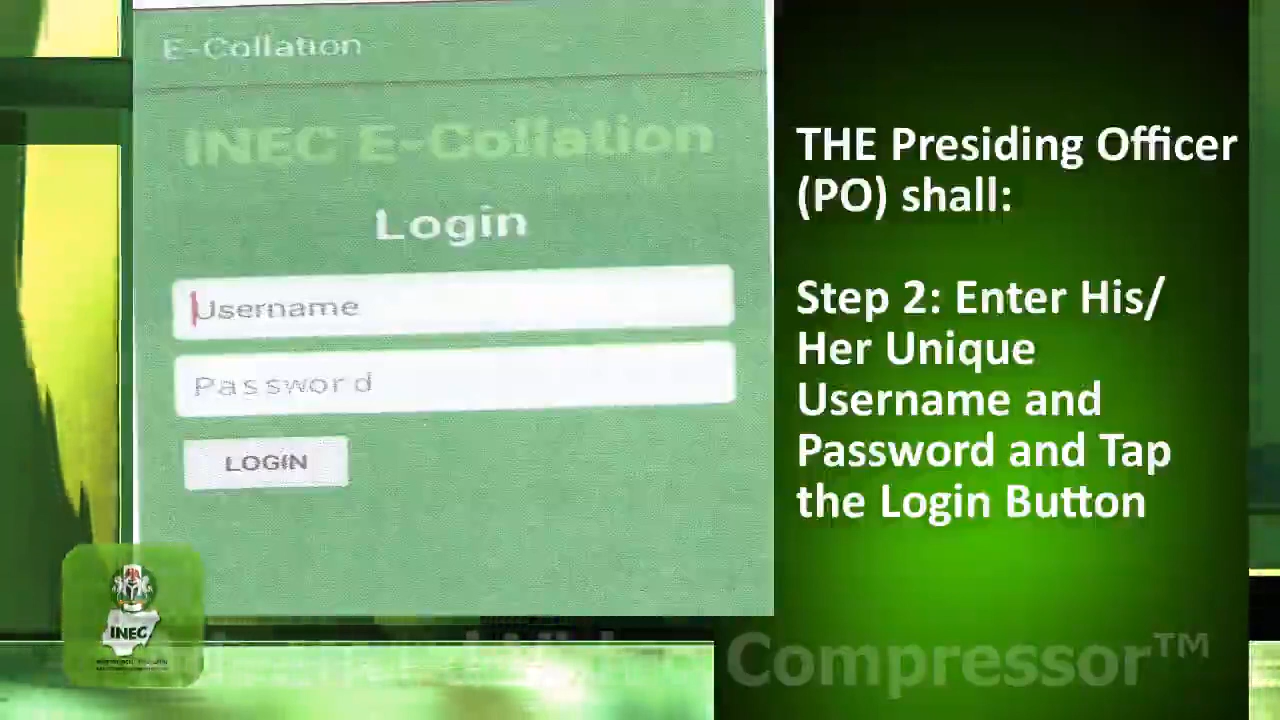 E-Collation
INEC E-Collation
Login
Username
Password
LOGIN
THE Presiding Officer
(PO) shall:
Step 2: Enter His/
Her Unique
Username and
Password and Tap
the Login Button
INEC
Compressor™